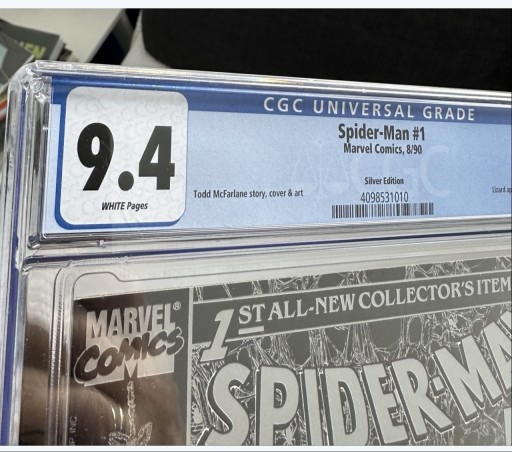 CGC UNIVERSAL GRADE
9.4
WHITE Pages
Spider-Man #1
Marvel Comics, 8/90
Silver Edition
Todd McFarlane story, cover & art
4098531010
Lizard
MARVEL®
COMICS
1ST ALL-NEW COLLECTOR'S ITEM
SPIDER-MA